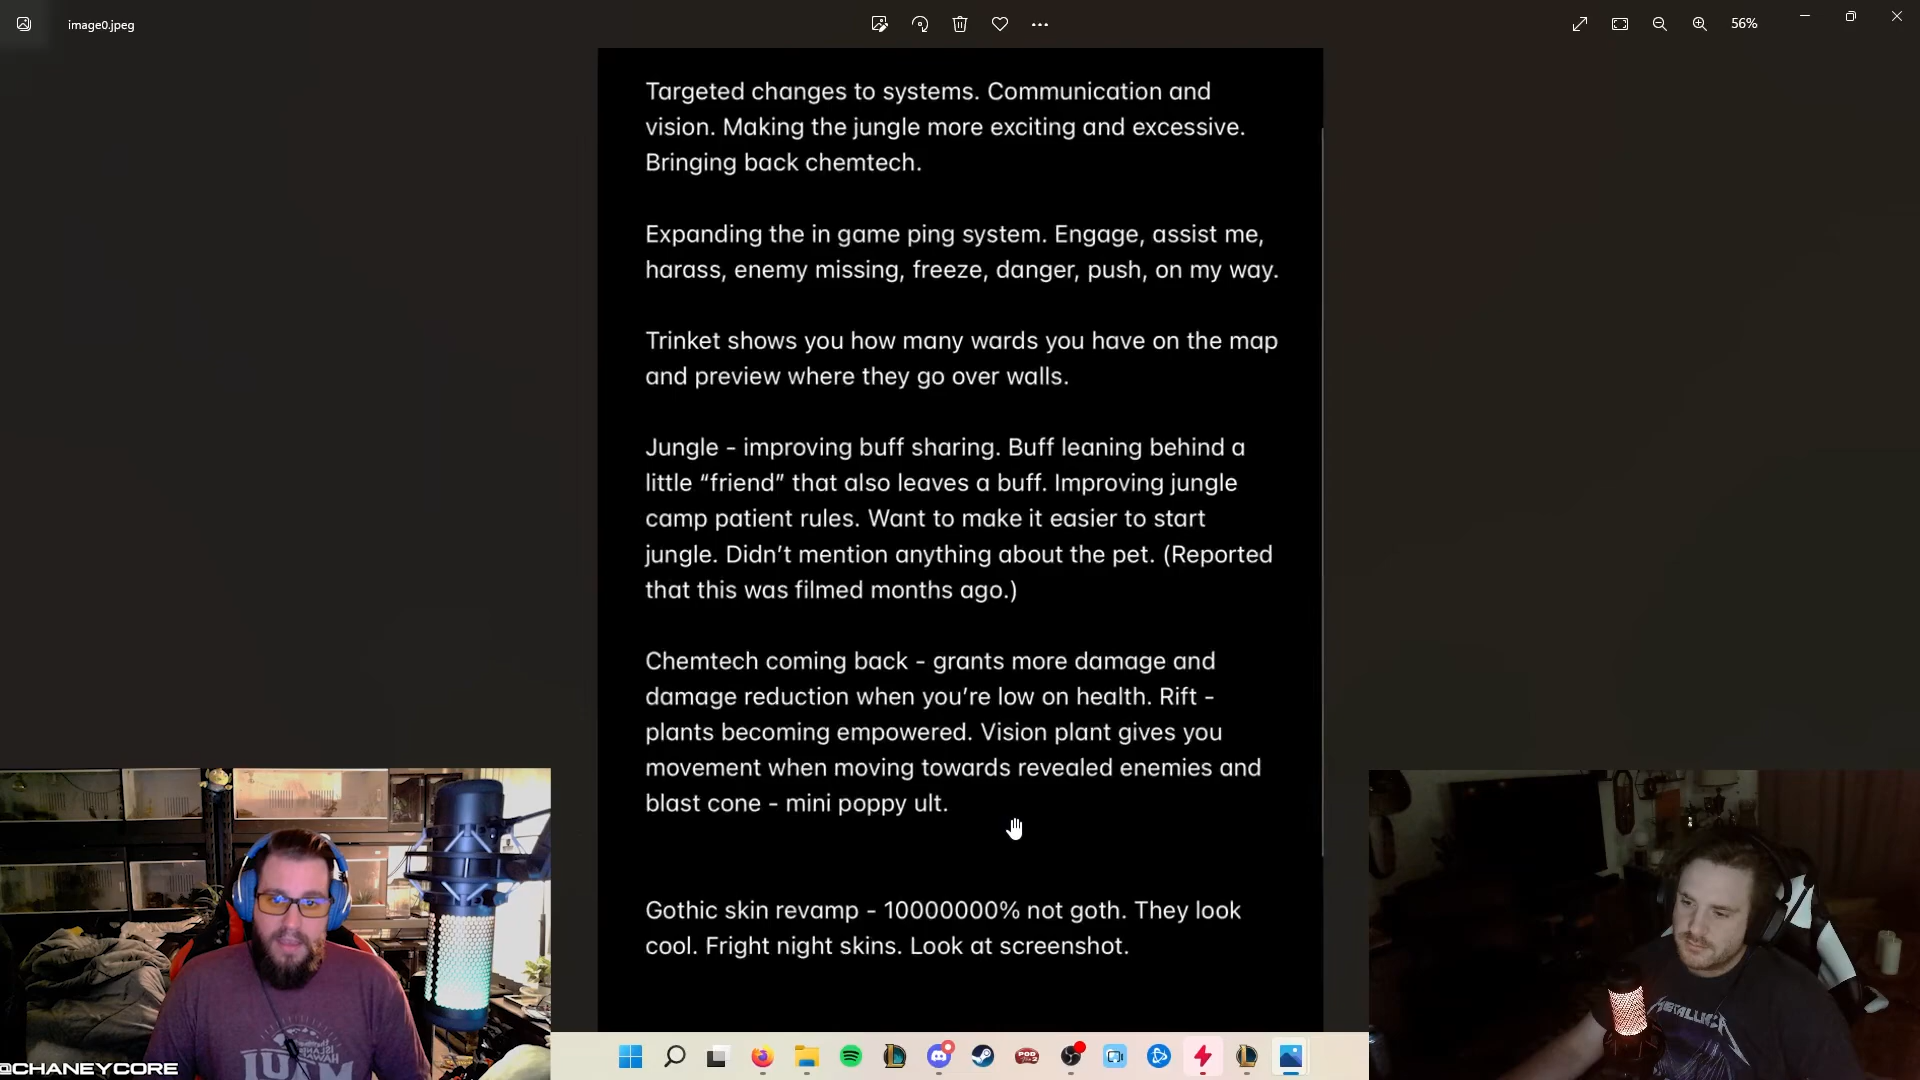 image0.jpeg
56%
Targeted changes to systems. Communication and
vision. Making the jungle more exciting and excessive.
Bringing back chemtech.
Expanding the in game ping system. Engage, assist me,
harass, enemy missing, freeze, danger, push, on my way.
Trinket shows you how many wards you have on the map
and preview where they go over walls.
Jungle - improving buff sharing. Buff leaning behind a
little “friend” that also leaves a buff. Improving jungle
camp patient rules. Want to make it easier to start
jungle. Didn’t mention anything about the pet. (Reported
that this was filmed months ago.)
Chemtech coming back - grants more damage and
damage reduction when you’re low on health. Rift -
plants becoming empowered. Vision plant gives you
movement when moving towards revealed enemies and
blast cone - mini poppy ult.
Gothic skin revamp - 10000000% not goth. They look
cool. Fright night skins. Look at screenshot.
@CHANEYCORE
METALLICA